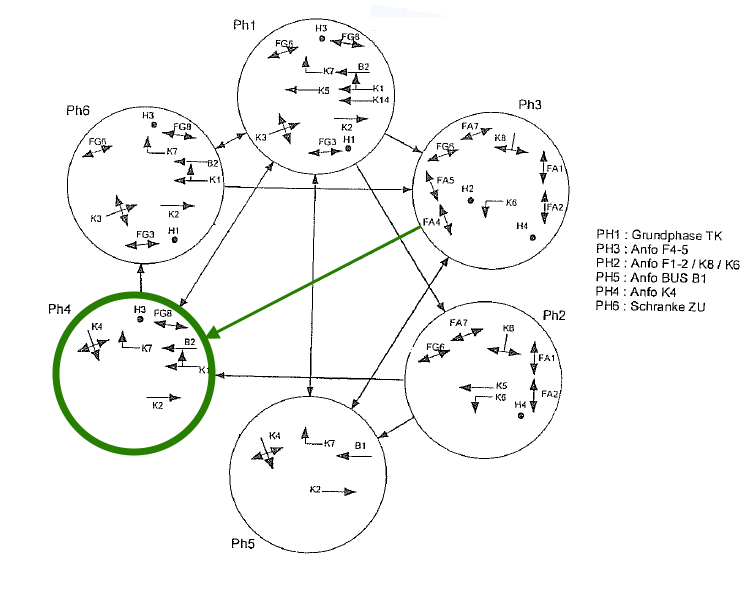 Ph1
H3
FG6
FG8
K7
B2
K5
K1
K14
K2
K3
FG3
H1
Ph6
H3
FG8
FG6
K7
B2
K1
K2
K3
FG3
H1
Ph3
FA7
K8
FG6
FA1
FA5
H2
K6
FA2
FA4
H4
PH1 : Grundphase TK
PH3 : Anfo F4-5
PH2 : Anfo F1-2 / K8 / K6
PH5 : Anfo BUS B1
PH4 : Anfo K4
PH6 : Schranke ZU
Ph4
H3
FG8
K4
K7
B2
K1
K2
Ph2
FA7
FG6
FA1
K5
K6
FA2
H4
Ph5
K4
K7
B1
K2